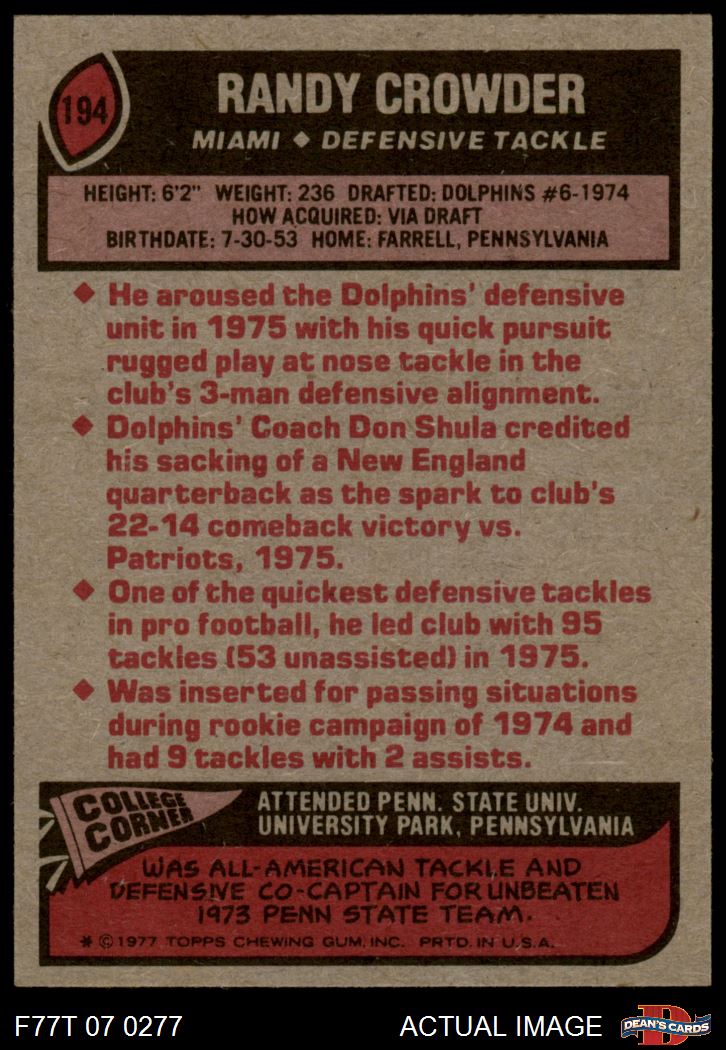 194
RANDY CROWDER
MIAMI ◆ DEFENSIVE TACKLE
HEIGHT: 6'2" WEIGHT: 236 DRAFTED: DOLPHINS #6-1974
HOW ACQUIRED: VIA DRAFT
BIRTHDATE: 7-30-53 HOME: FARRELL, PENNSYLVANIA
◆ He aroused the Dolphins' defensive
unit in 1975 with his quick pursuit
rugged play at nose tackle in the
club's 3-man defensive alignment.
◆ Dolphins' Coach Don Shula credited
his sacking of a New England
quarterback as the spark to club's
22-14 comeback victory vs.
Patriots, 1975.
◆ One of the quickest defensive tackles
in pro football, he led club with 95
tackles (53 unassisted) in 1975.
◆ Was inserted for passing situations
during rookie campaign of 1974 and
had 9 tackles with 2 assists.
COLLEGE
CORNER
ATTENDED PENN. STATE UNIV.
UNIVERSITY PARK, PENNSYLVANIA
WAS ALL-AMERICAN TACKLE AND
DEFENSIVE CO-CAPTAIN FOR UNBEATEN
1973 PENN STATE TEAM.
* © 1977 TOPPS CHEWING GUM, INC. PRTD. IN U.S.A.
F77T 07 0277
ACTUAL IMAGE
D
DEAN'S CARDS